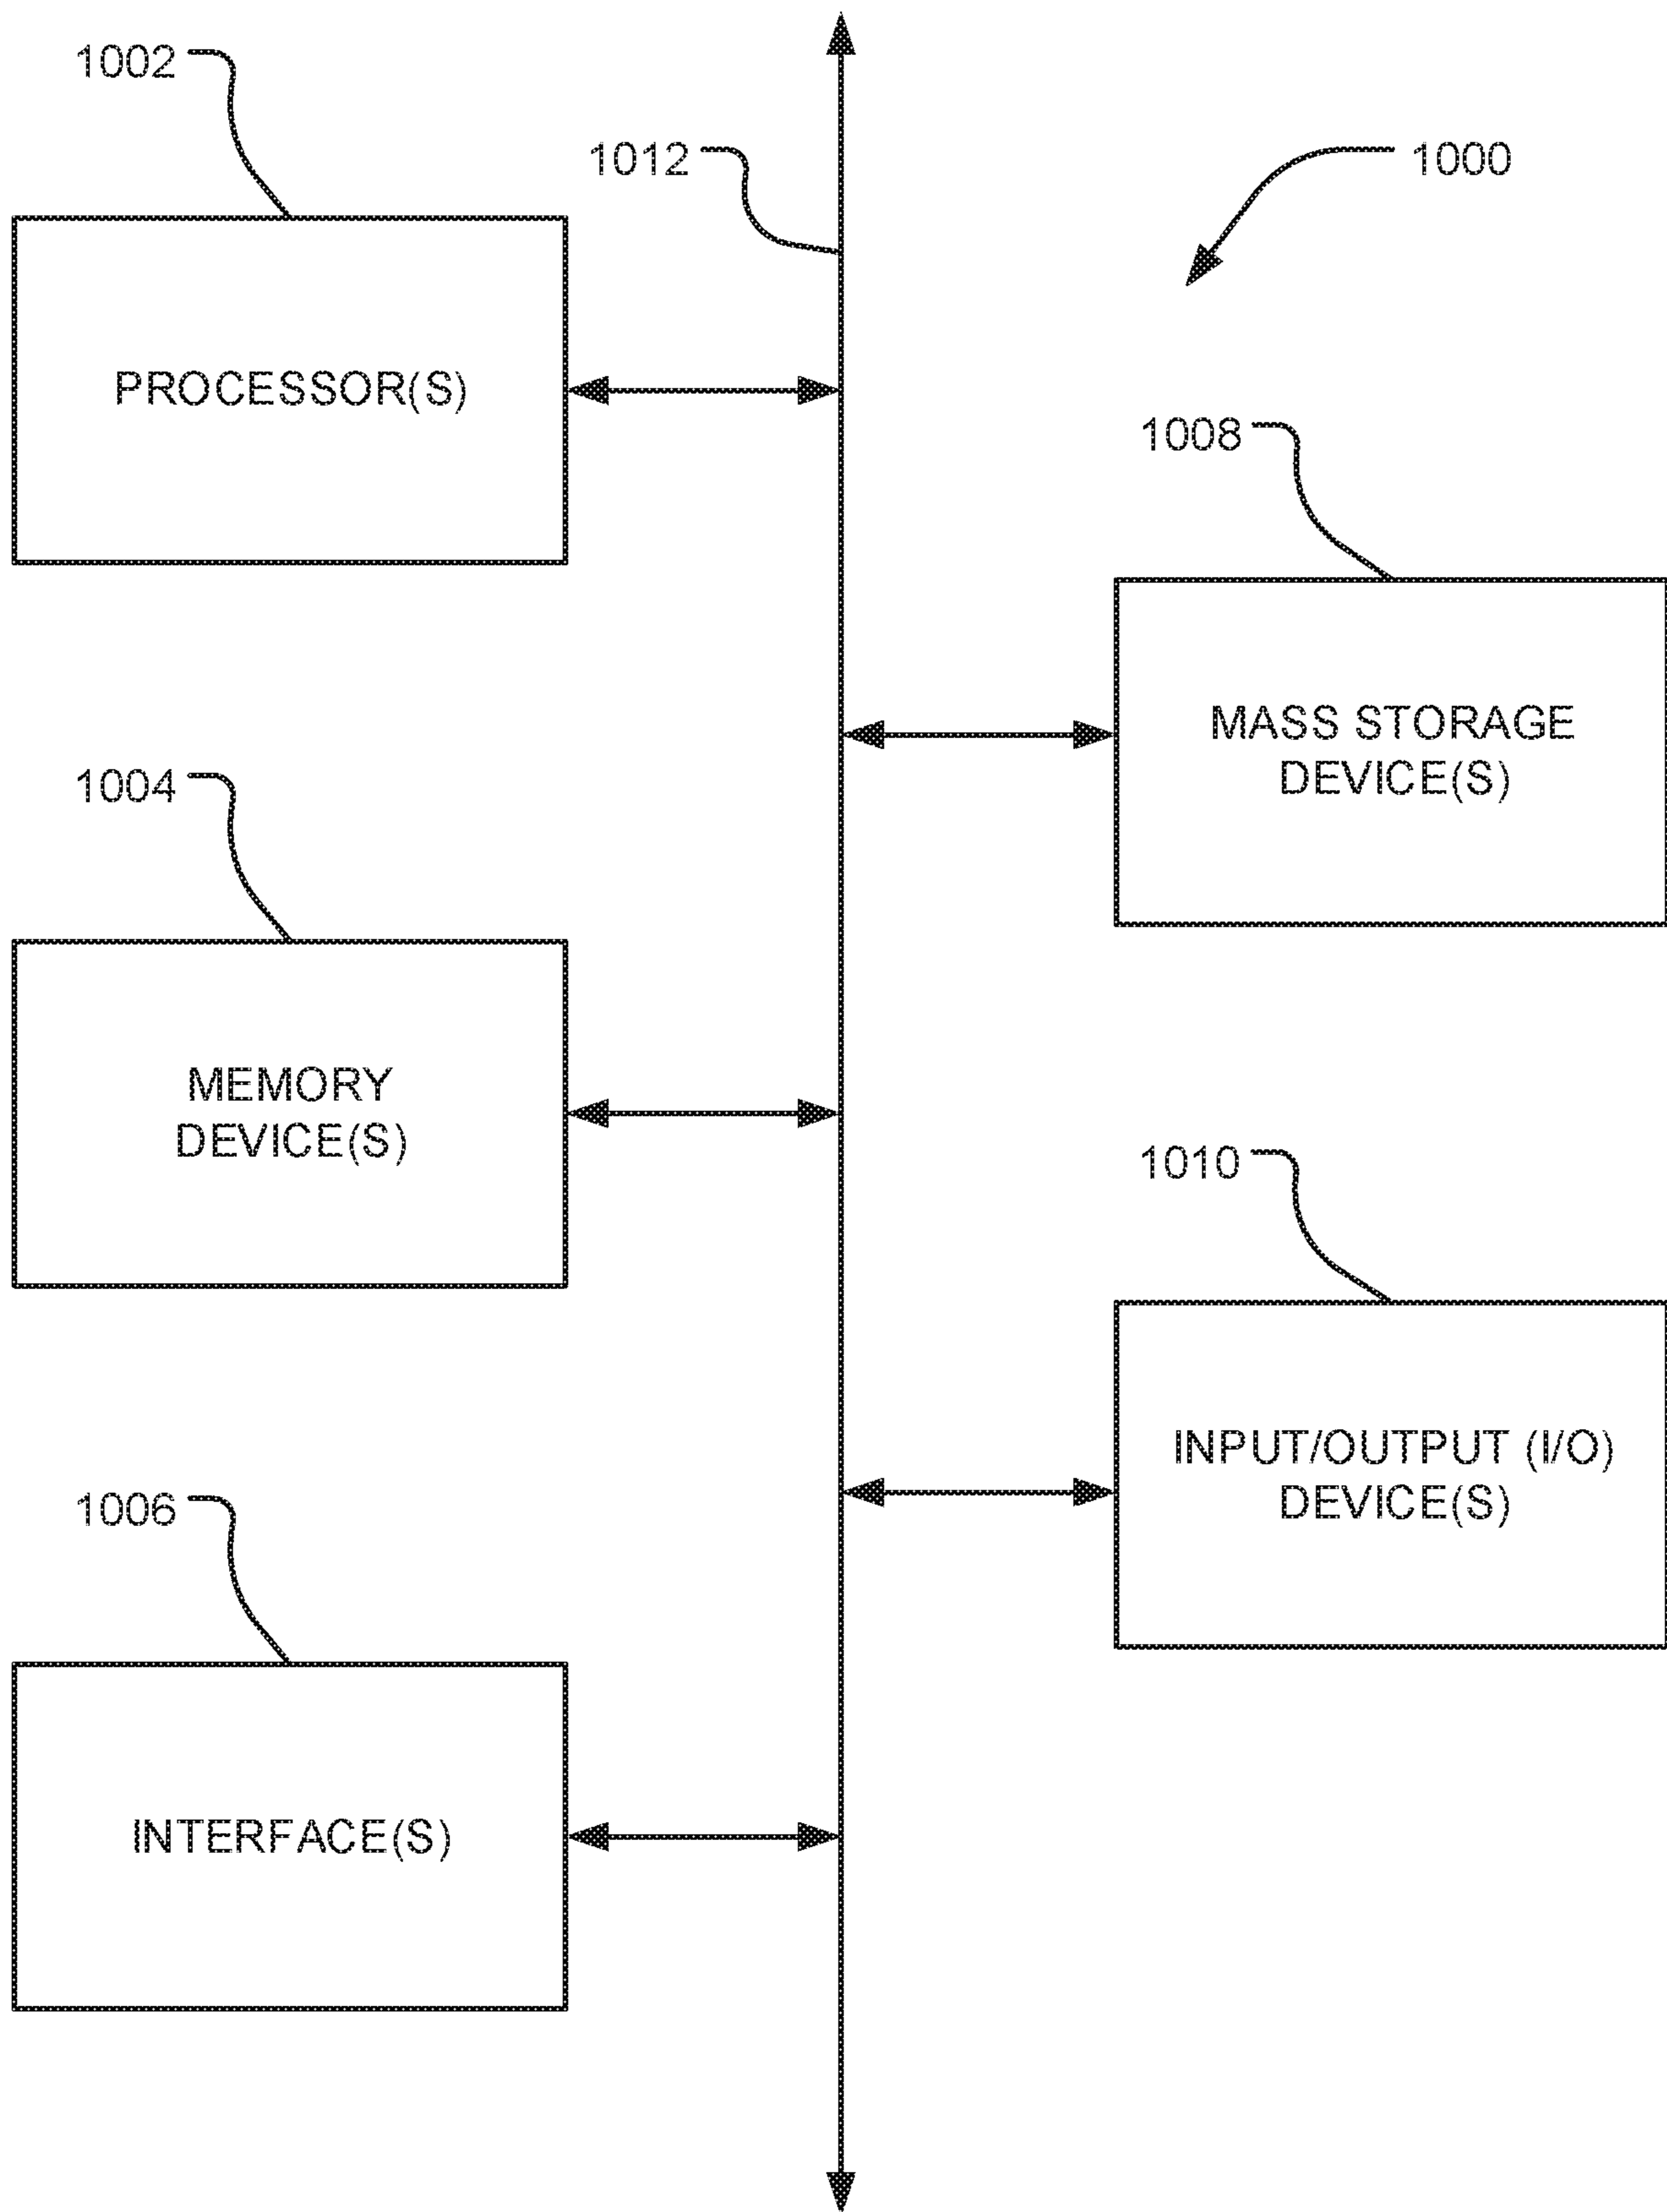 1002
1012
1000
PROCESSOR(S)
1008
MASS STORAGE
DEVICE(S)
1004
MEMORY
DEVICE(S)
1010
INPUT/OUTPUT (I/O)
DEVICE(S)
1006
INTERFACE(S)